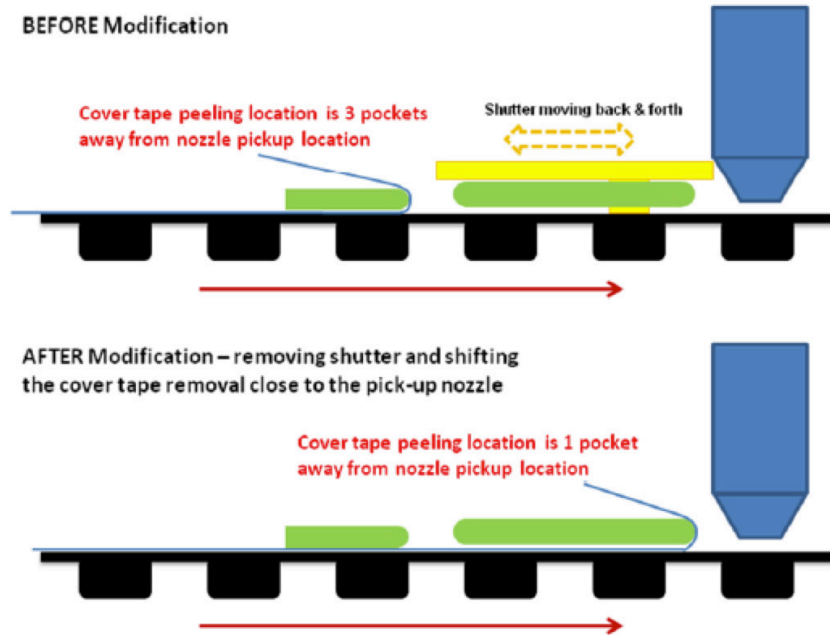 BEFORE Modification
Cover tape peeling location is 3 pockets
away from nozzle pickup location
Shutter moving back & forth
AFTER Modification – removing shutter and shifting
the cover tape removal close to the pick-up nozzle
Cover tape peeling location is 1 pocket
away from nozzle pickup location